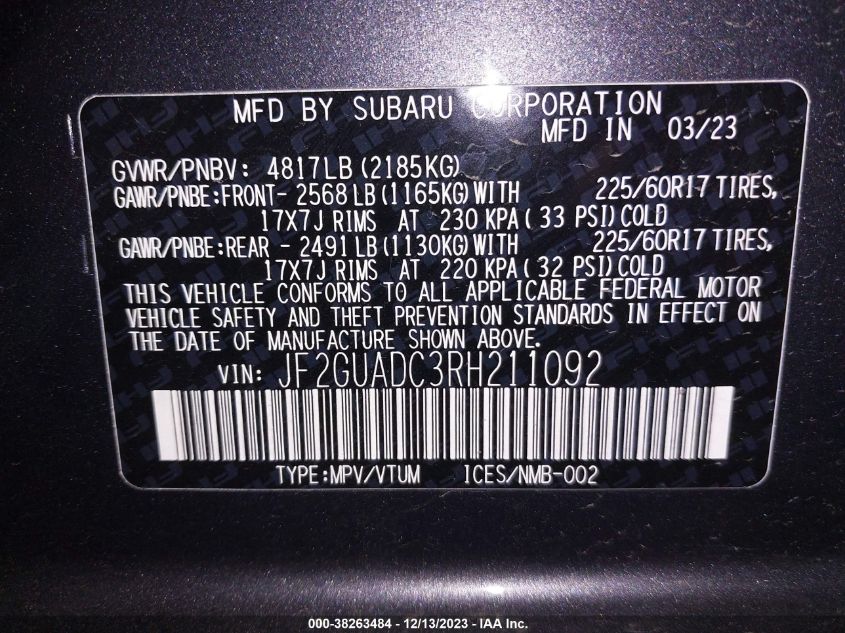 MFD BY SUBARU CORPORATION
MFD IN 03/23
GVWR/PNBV: 4817LB (2185KG)
GAWR/PNBE:FRONT- 2568 LB (1165KG) WITH 225/60R17 TIRES,
17X7J RIMS AT 230 KPA ( 33 PSI) COLD
GAWR/PNBE:REAR - 2491 LB (1130KG) WITH 225/60R17 TIRES,
17X7J RIMS AT 220 KPA ( 32 PSI) COLD
THIS VEHICLE CONFORMS TO ALL APPLICABLE FEDERAL MOTOR
VEHICLE SAFETY AND THEFT PREVENTION STANDARDS IN EFFECT ON
THE DATE OF MANUFACTURE SHOWN ABOVE.
VIN: JF2GUADC3RH211092
TYPE:MPV/VTUM ICES/NMB-002
000-38263484 - 12/13/2023 - IAA Inc.